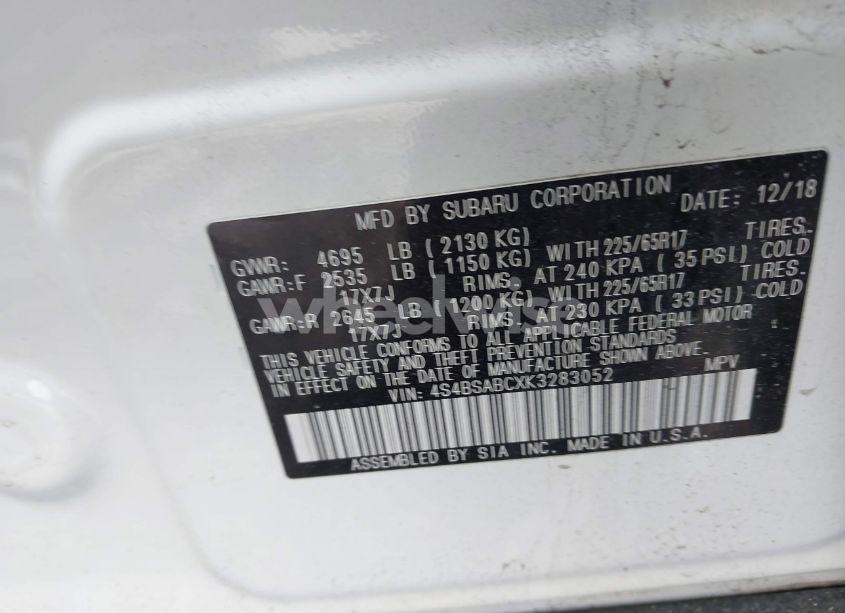 MFD BY SUBARU CORPORATION DATE: 12/18
GVWR: 4695 LB (2130 KG)
GAWR:F 2535 LB (1150 KG) WITH 225/65R17 TIRES,
17X7J RIMS, AT 240 KPA (35 PSI) COLD
GAWR:R 2645 LB (1200 KG) WITH 225/65R17 TIRES,
17X7J RIMS, AT 230 KPA (33 PSI) COLD
THIS VEHICLE CONFORMS TO ALL APPLICABLE FEDERAL MOTOR
VEHICLE SAFETY AND THEFT PREVENTION STANDARDS
IN EFFECT ON THE DATE OF MANUFACTURE SHOWN ABOVE.
VIN: 4S4BSABCXK3283052 MPV
ASSEMBLED BY SIA INC. MADE IN U.S.A.